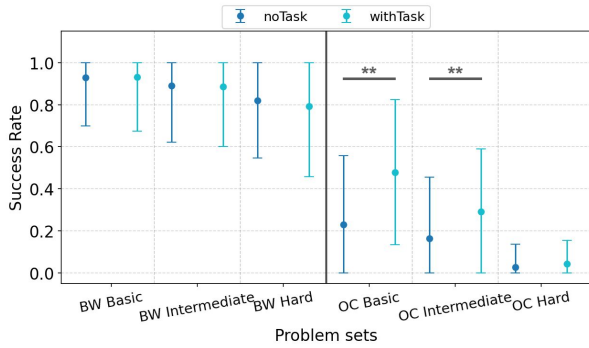 noTask withTask
Success Rate
1.0
0.8
0.6
0.4
0.2
0.0
** **
BW Basic BW Intermediate BW Hard OC Basic OC Intermediate OC Hard
Problem sets